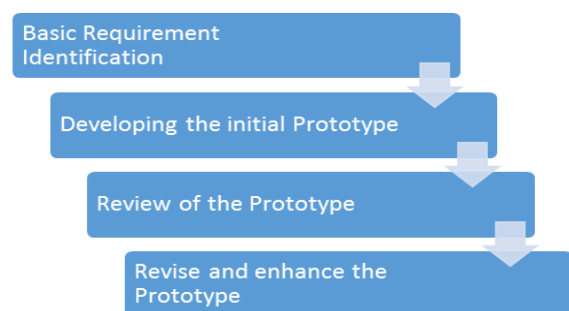 Basic Requirement
Identification
Developing the initial Prototype
Review of the Prototype
Revise and enhance the
Prototype